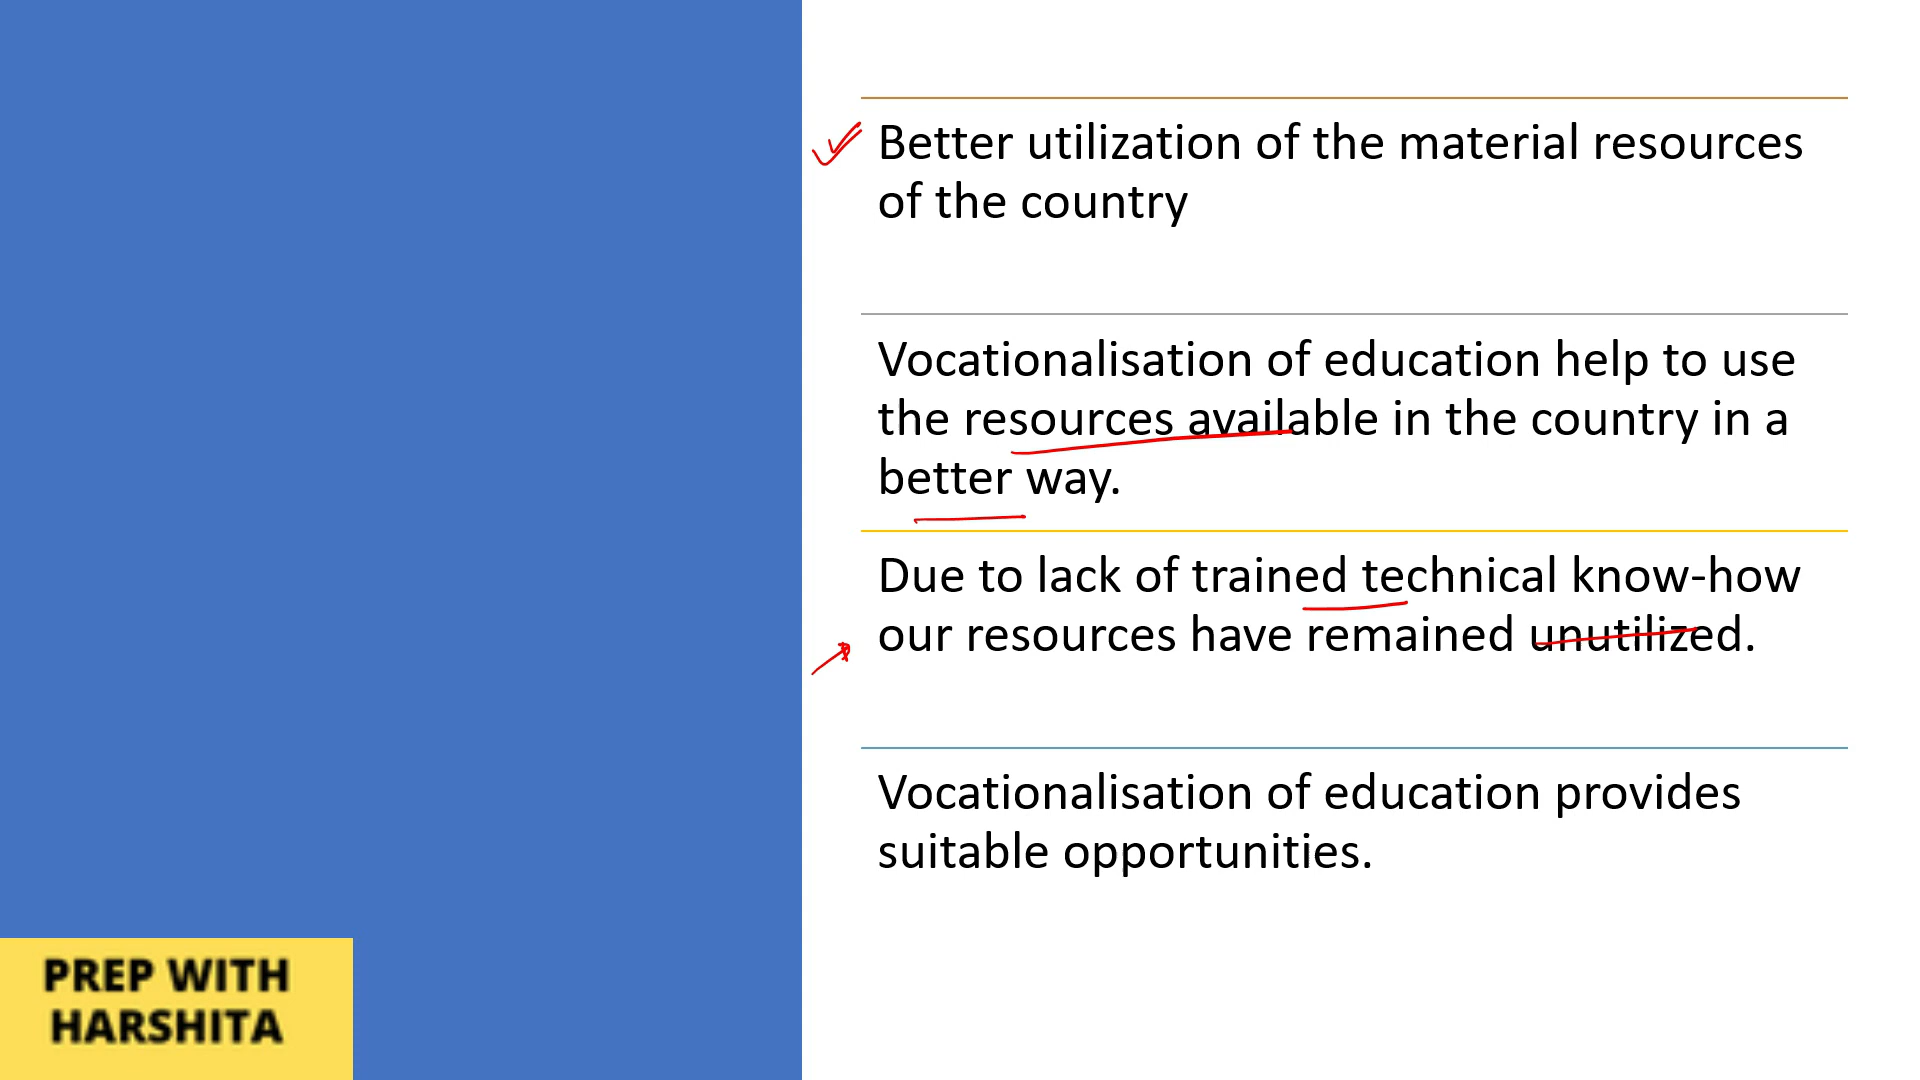 Better utilization of the material resources
of the country
Vocationalisation of education help to use
the resources available in the country in a
better way.
Due to lack of trained technical know-how
our resources have remained unutilized.
Vocationalisation of education provides
suitable opportunities.
PREP WITH
HARSHITA